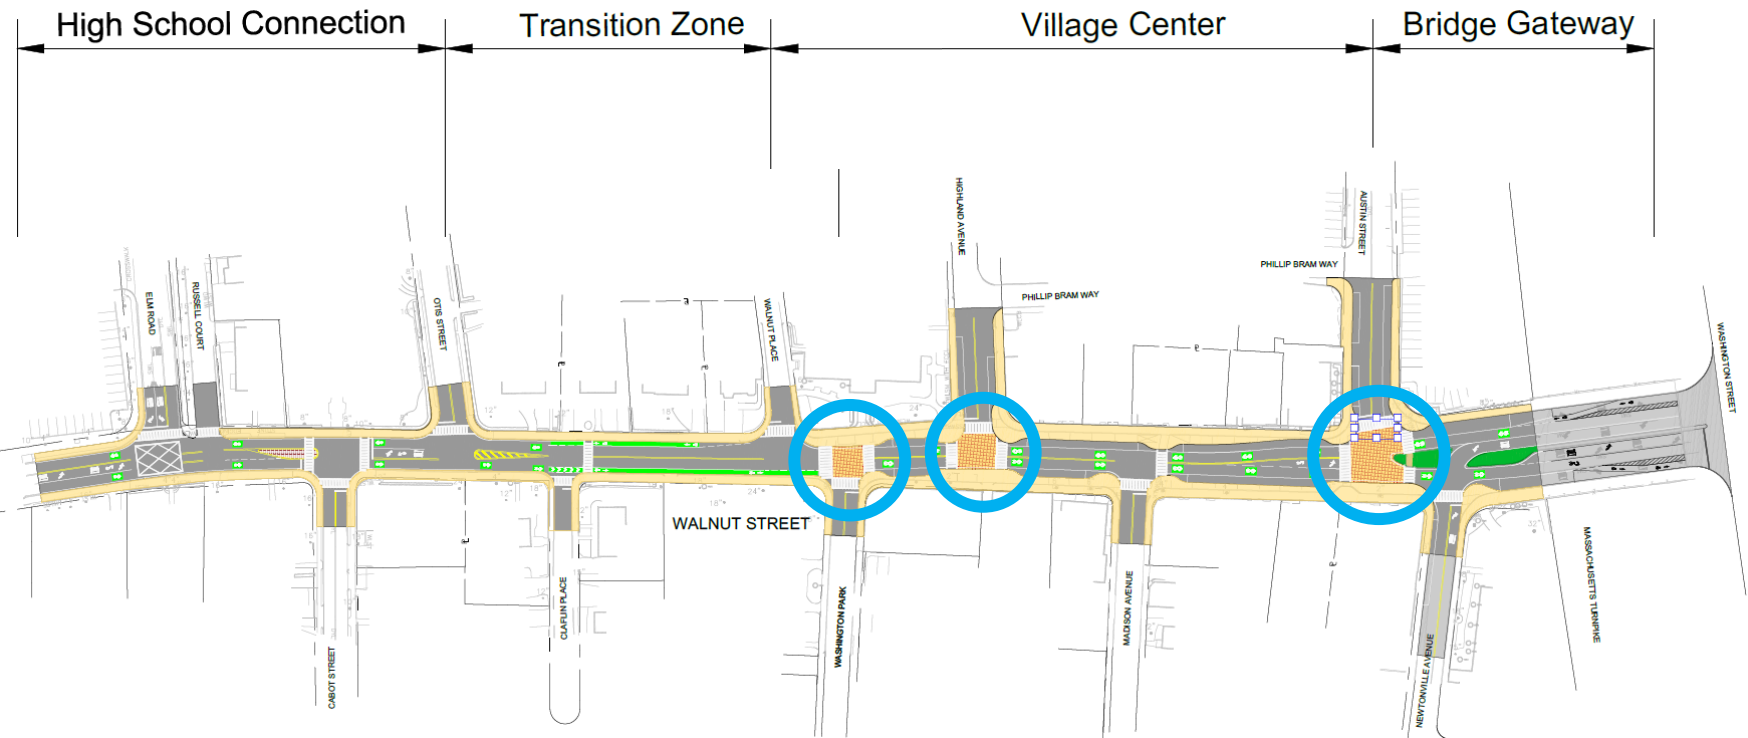 High School Connection
Transition Zone
Village Center
Bridge Gateway
HIGHLAND AVENUE
AUSTIN STREET
PHILLIP BRAM WAY
PHILLIP BRAM WAY
ELM ROAD
RUSSELL COURT
OTIS STREET
WALNUT PLACE
WASHINGTON STREET
WALNUT STREET
CABOT STREET
CLAFLIN PLACE
WASHINGTON PARK
MADISON AVENUE
NEWTONVILLE AVENUE
MASSACHUSETTS TURNPIKE